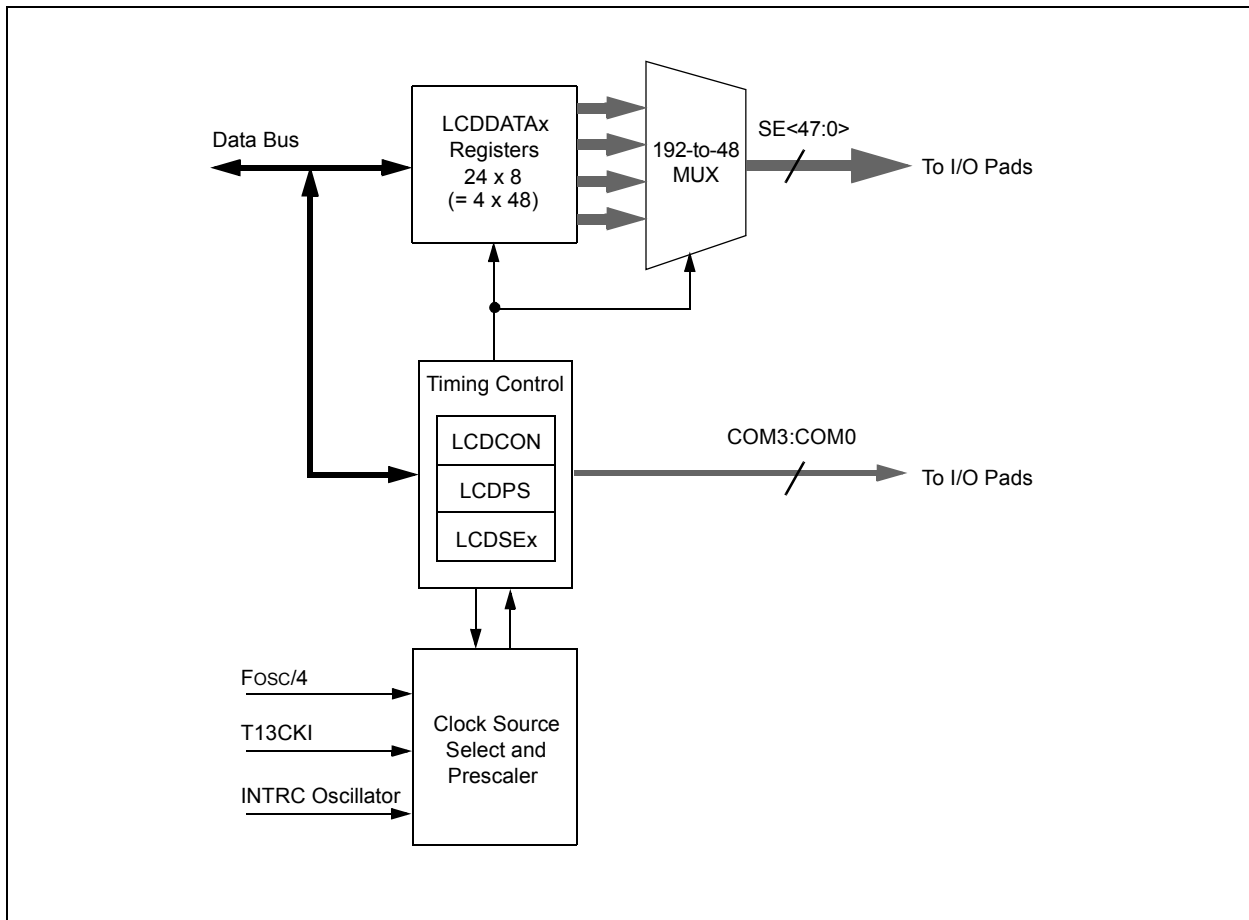 LCDDATAx
Registers
24 x 8
(= 4 x 48)
Data Bus
192-to-48
MUX
SE<47:0>
To I/O Pads
Timing Control
LCDCON
LCDPS
LCDSEx
COM3:COM0
To I/O Pads
FOSC/4
T13CKI
INTRC Oscillator
Clock Source
Select and
Prescaler